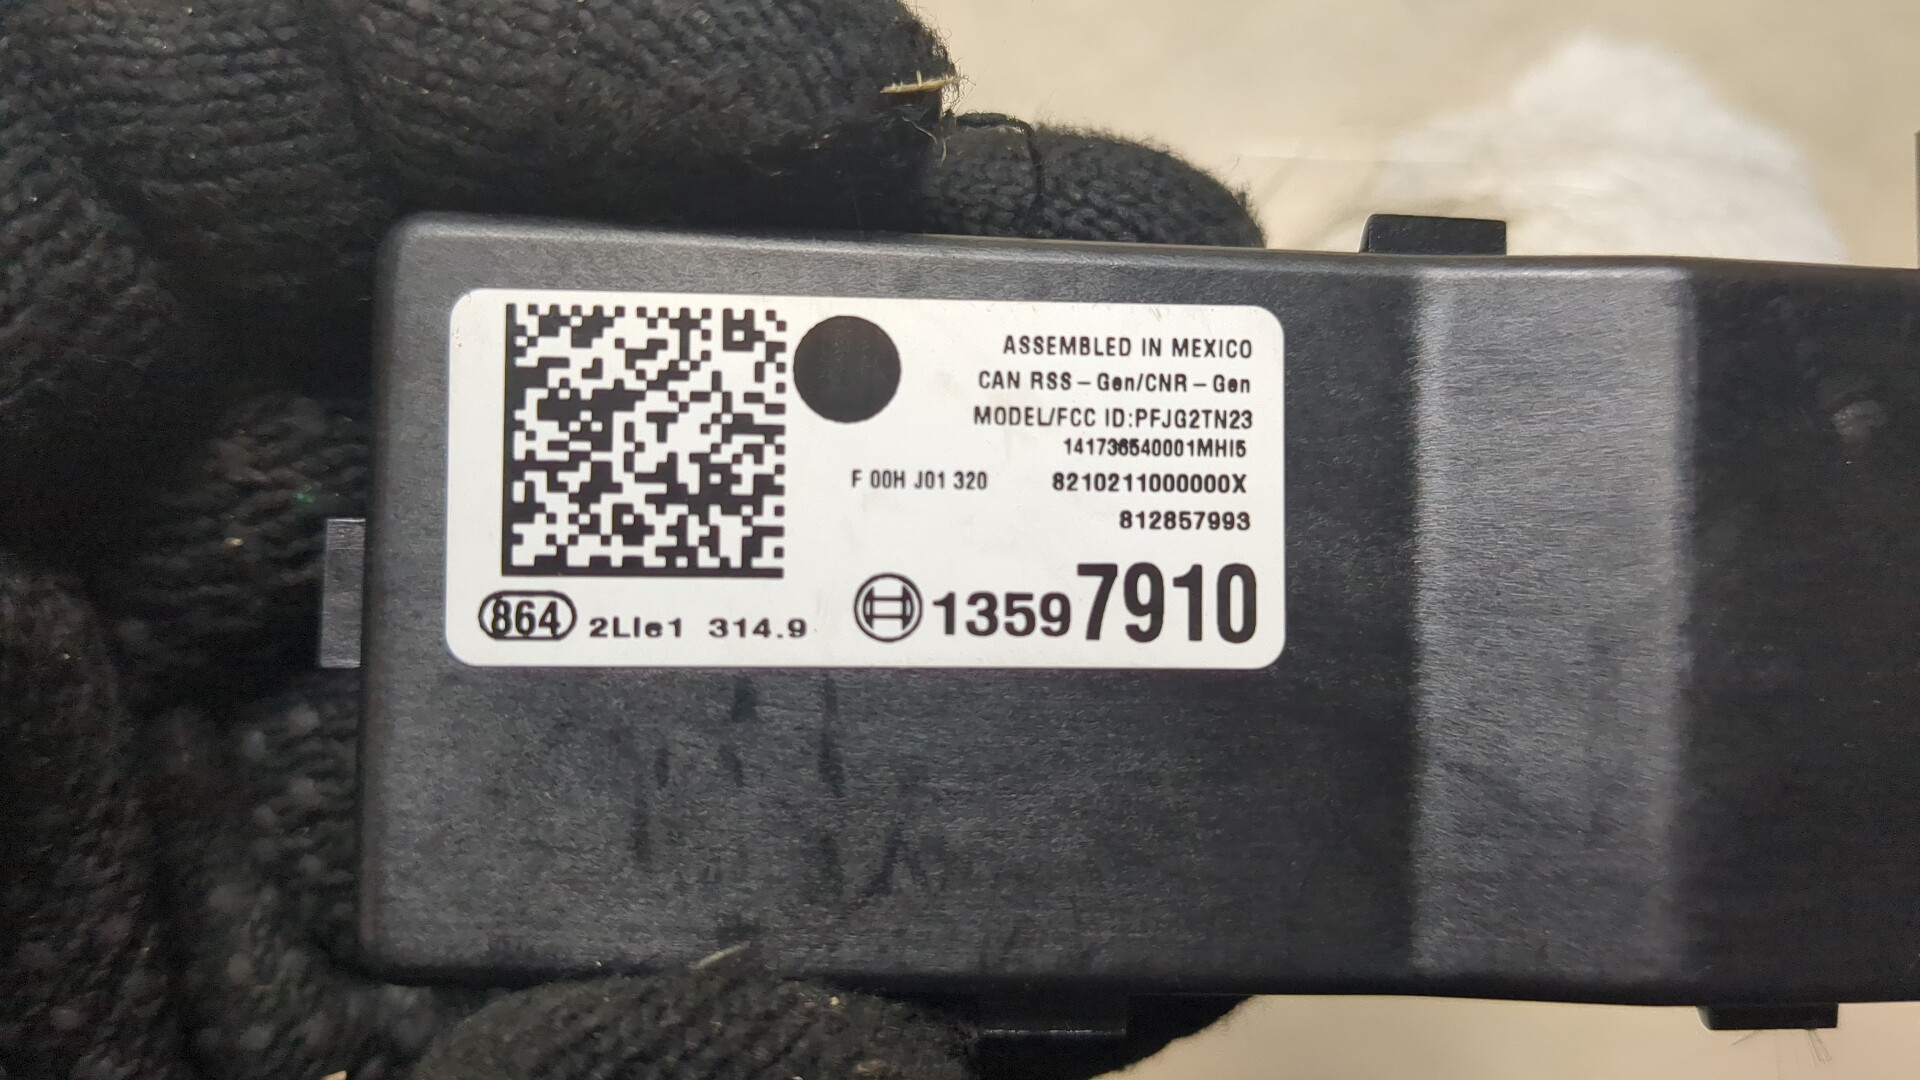 ASSEMBLED IN MEXICO
CAN RSS – Gen/CNR – Gen
MODEL/FCC ID:PFJG2TN23
141736540001MHI5
F 00H J01 320 8210211000000X
812857993
864 2LIe1 314.9 13597910